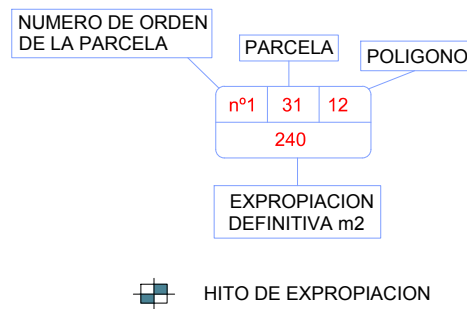 NUMERO DE ORDEN
DE LA PARCELA
PARCELA
POLIGONO
nº1 31 12
240
EXPROPIACION
DEFINITIVA m2
HITO DE EXPROPIACION